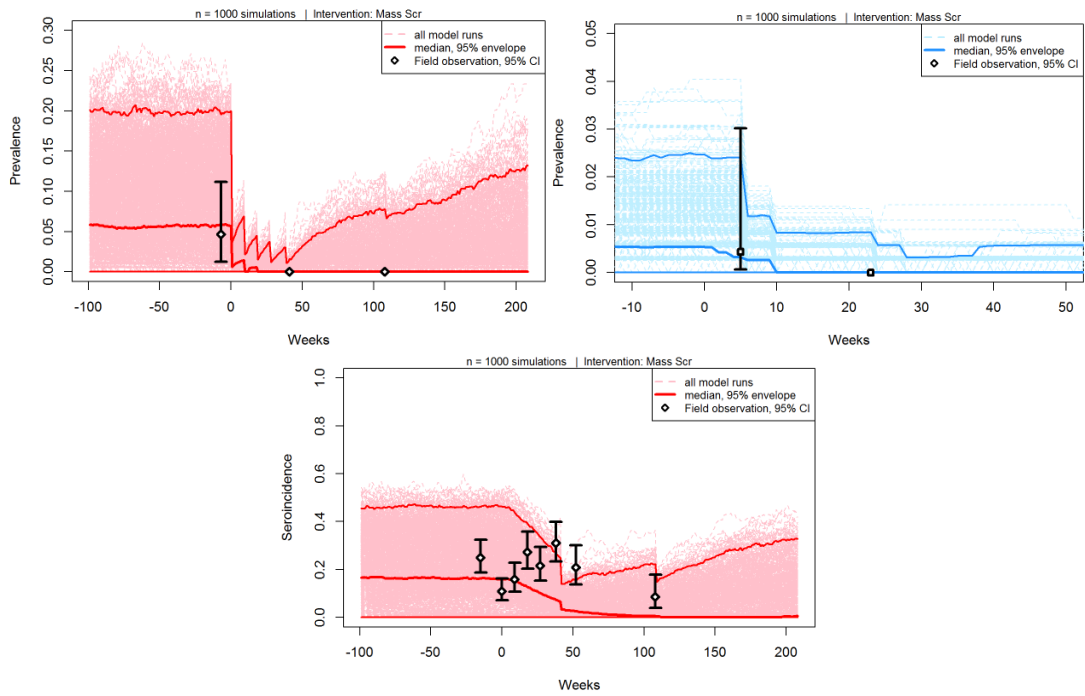 n = 1000 simulations | Intervention: Mass Scr
all model runs
median, 95% envelope
Field observation, 95% CI
Prevalence
0.30
0.25
0.20
0.15
0.10
0.05
0.00
-100 -50 0 50 100 150 200
Weeks
n = 1000 simulations | Intervention: Mass Scr
all model runs
median, 95% envelope
Field observation, 95% CI
Prevalence
0.05
0.04
0.03
0.02
0.01
0.00
-10 0 10 20 30 40 50
Weeks
n = 1000 simulations | Intervention: Mass Scr
all model runs
median, 95% envelope
Field observation, 95% CI
Seroincidence
1.0
0.8
0.6
0.4
0.2
0.0
-100 -50 0 50 100 150 200
Weeks